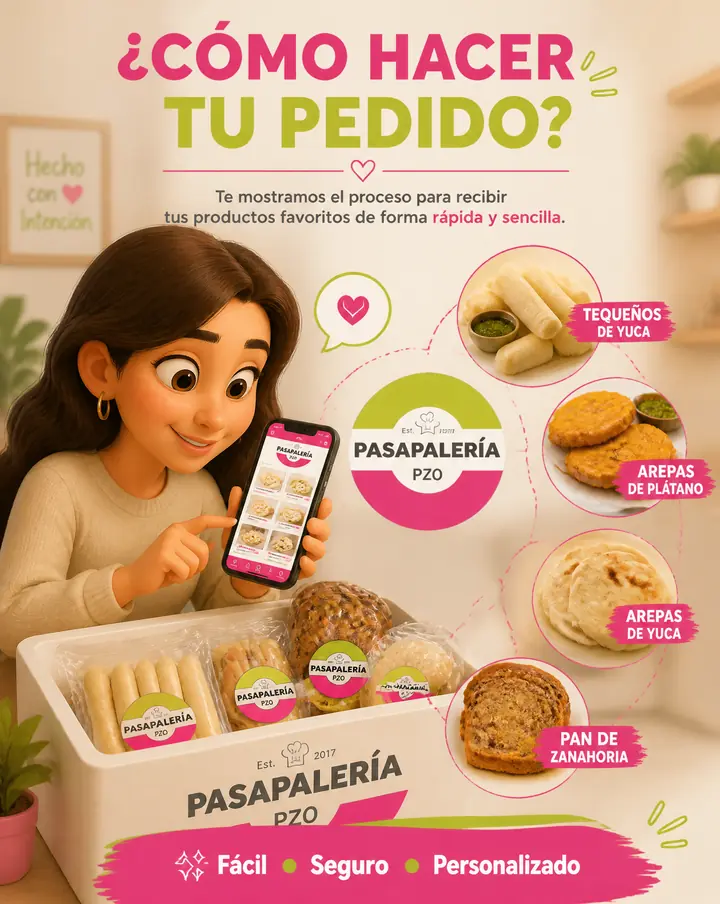 ¿CÓMO HACER
TU PEDIDO?
Te mostramos el proceso para recibir
tus productos favoritos de forma rápida y sencilla.
Hecho
con
Intención
TEQUEÑOS
DE YUCA
Est.
PASAPALERÍA
PZO
AREPAS
DE PLÁTANO
AREPAS
DE YUCA
PAN DE
ZANAHORIA
PASAPALERÍA
PZO
PASAPALERÍA
PZO
PASAPALERÍA
PZO
PASAPALERÍA
PZO
Est. 2017
PASAPALERÍA
PZO
Fácil • Seguro • Personalizado